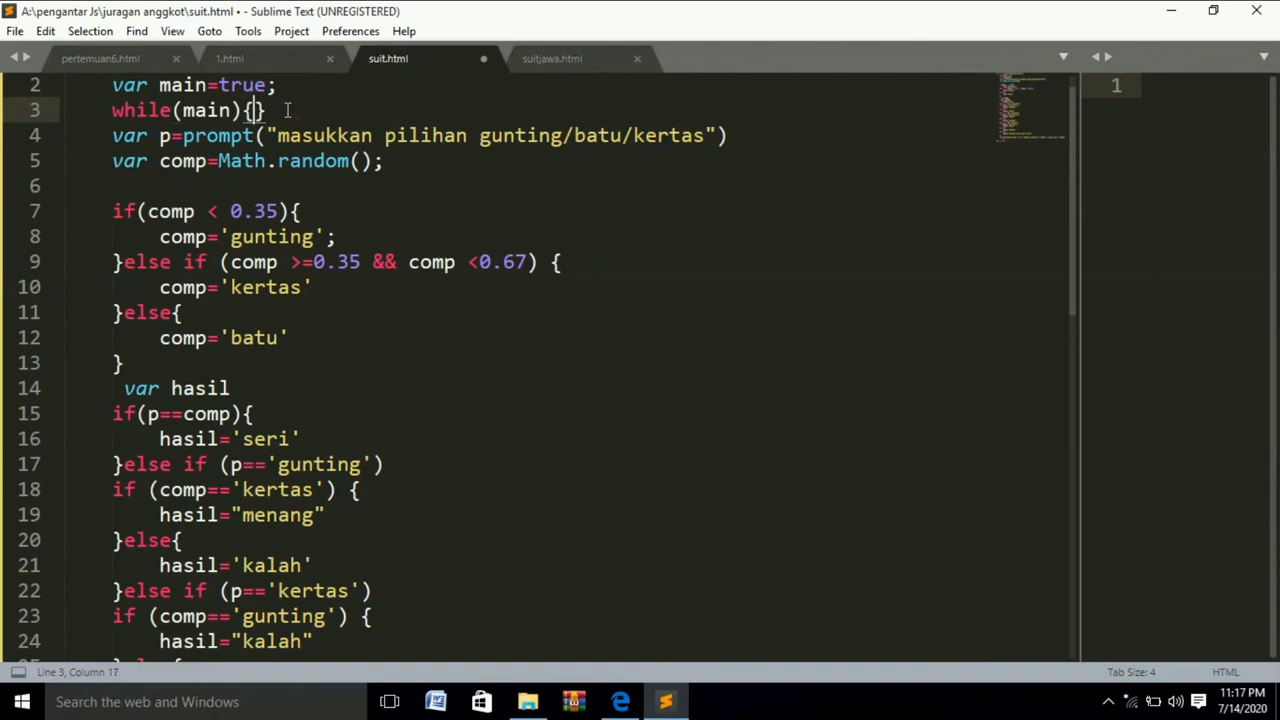 A:\pengantar Js\juragan anggkot\suit.html • - Sublime Text (UNREGISTERED)
File Edit Selection Find View Goto Tools Project Preferences Help
pertemuan6.html 1.html suit.html suitjawa.html
2 var main=true;
3 while(main){}
4 var p=prompt("masukkan pilihan gunting/batu/kertas")
5 var comp=Math.random();
6
7 if(comp < 0.35){
8 comp='gunting';
9 }else if (comp >=0.35 && comp <0.67) {
10 comp='kertas'
11 }else{
12 comp='batu'
13 }
14 var hasil
15 if(p==comp){
16 hasil='seri'
17 }else if (p=='gunting')
18 if (comp=='kertas') {
19 hasil="menang"
20 }else{
21 hasil='kalah'
22 }else if (p=='kertas')
23 if (comp=='gunting') {
24 hasil="kalah"
1
Line 3, Column 17
Tab Size: 4 HTML
Search the web and Windows
11:17 PM
7/14/2020